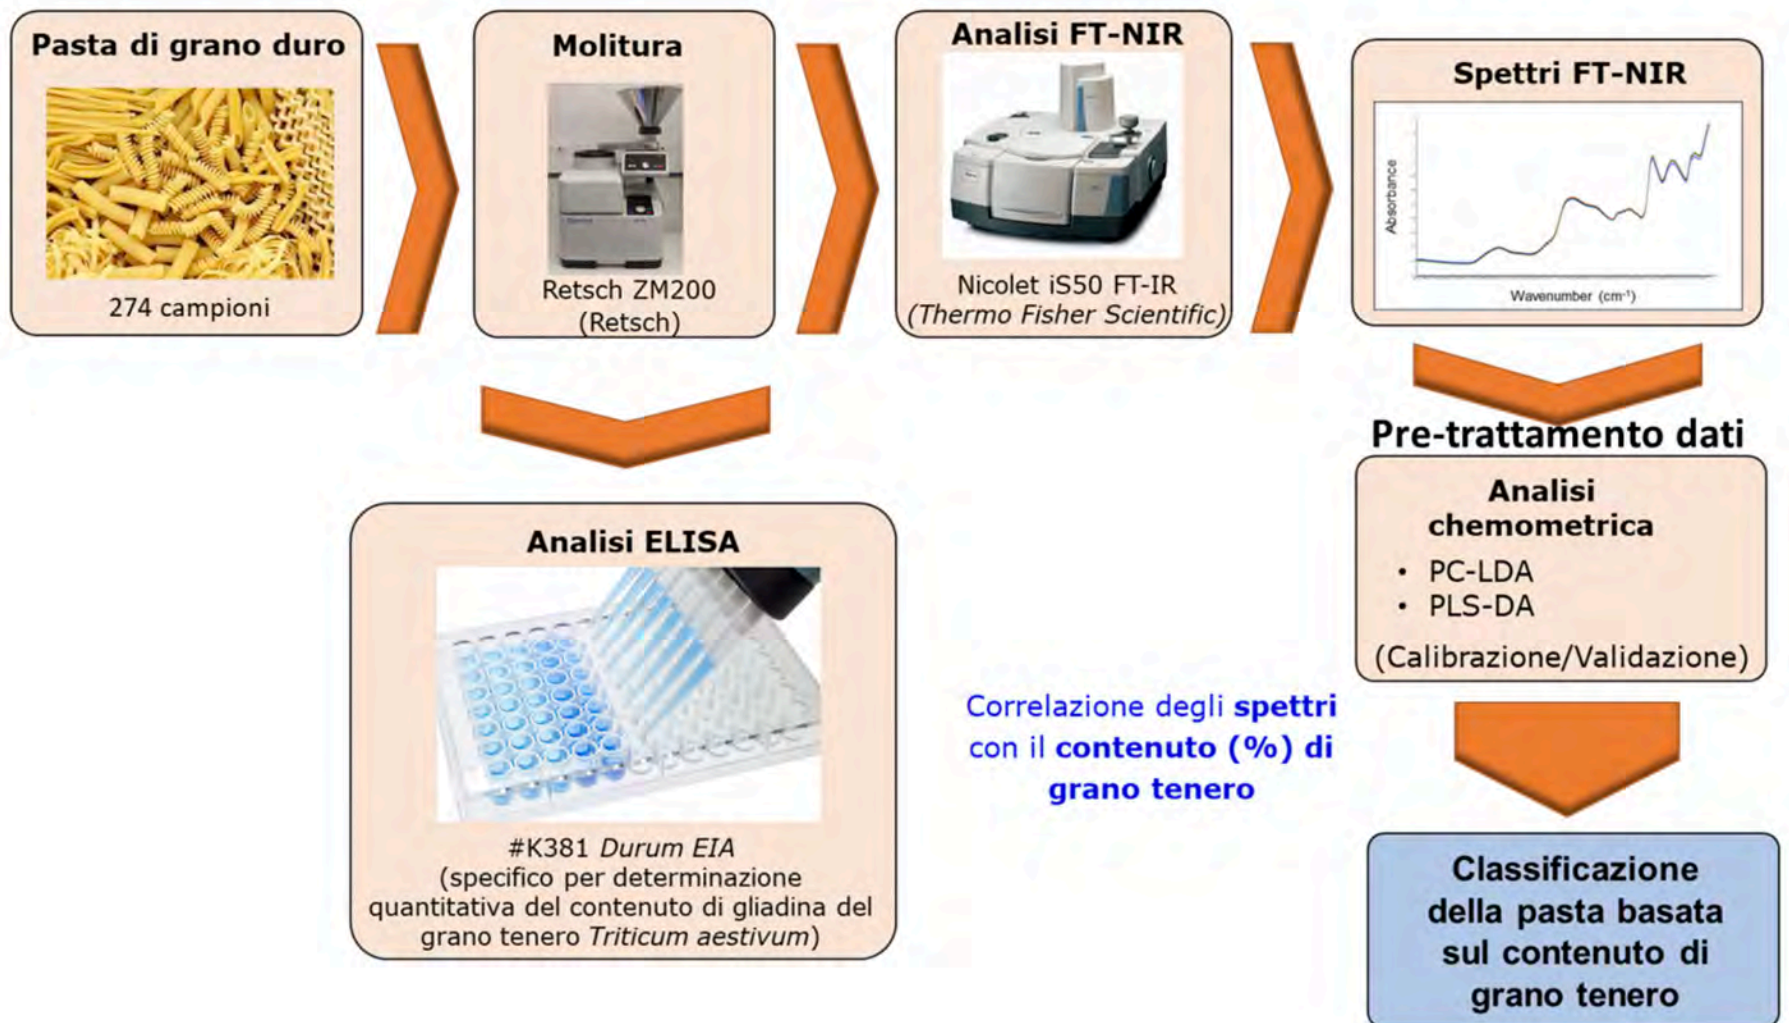 Pasta di grano duro
274 campioni
Molitura
Retsch ZM200
(Retsch)
Analisi FT-NIR
Nicolet iS50 FT-IR
(Thermo Fisher Scientific)
Spettri FT-NIR
Absorbance
Wavenumber (cm⁻¹)
Pre-trattamento dati
Analisi
chemometrica
• PC-LDA
• PLS-DA
(Calibrazione/Validazione)
Analisi ELISA
#K381 Durum EIA
(specifico per determinazione
quantitativa del contenuto di gliadina del
grano tenero Triticum aestivum)
Correlazione degli spettri
con il contenuto (%) di
grano tenero
Classificazione
della pasta basata
sul contenuto di
grano tenero